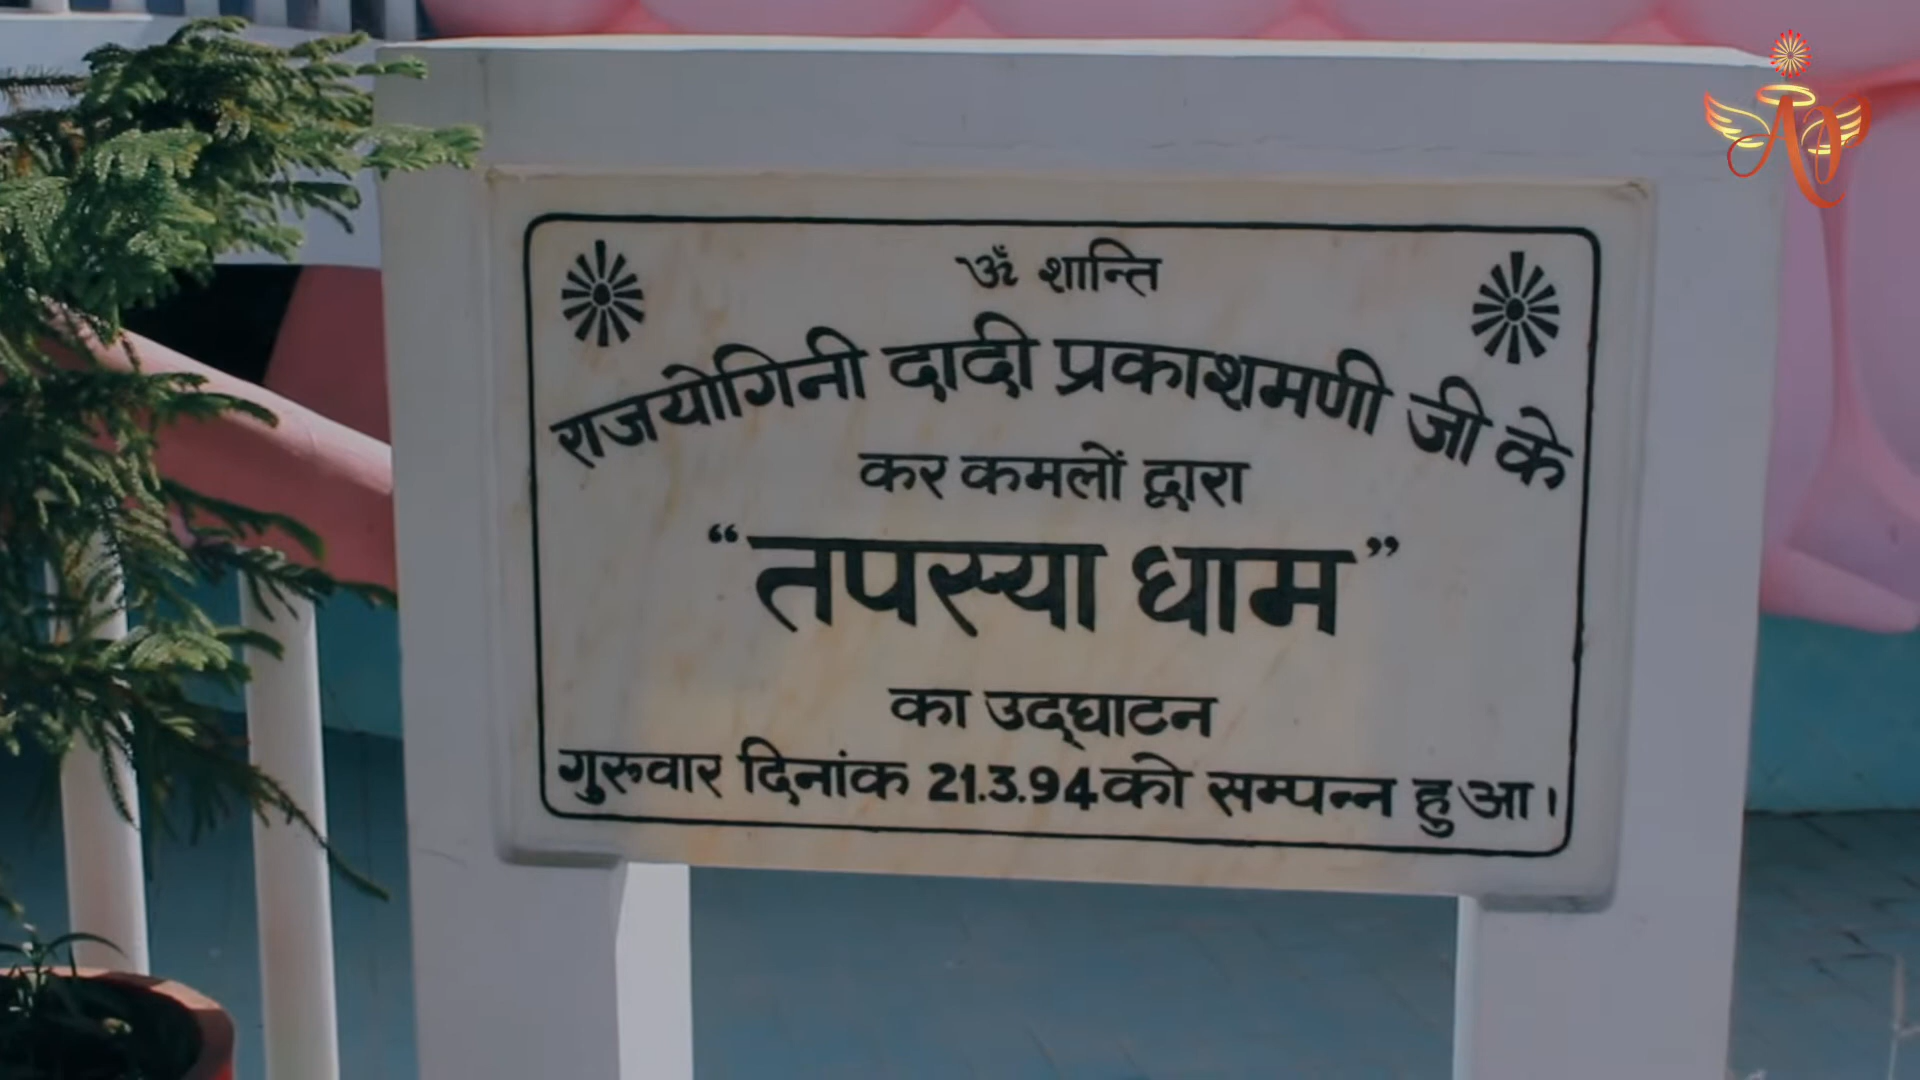 ॐ शान्ति
राजयोगिनी दादी प्रकाशमणी जी के
कर कमलों द्वारा
“तपस्या धाम”
का उद्‌घाटन
गुरूवार दिनांक 21.3.94 को सम्पन्न हुआ।